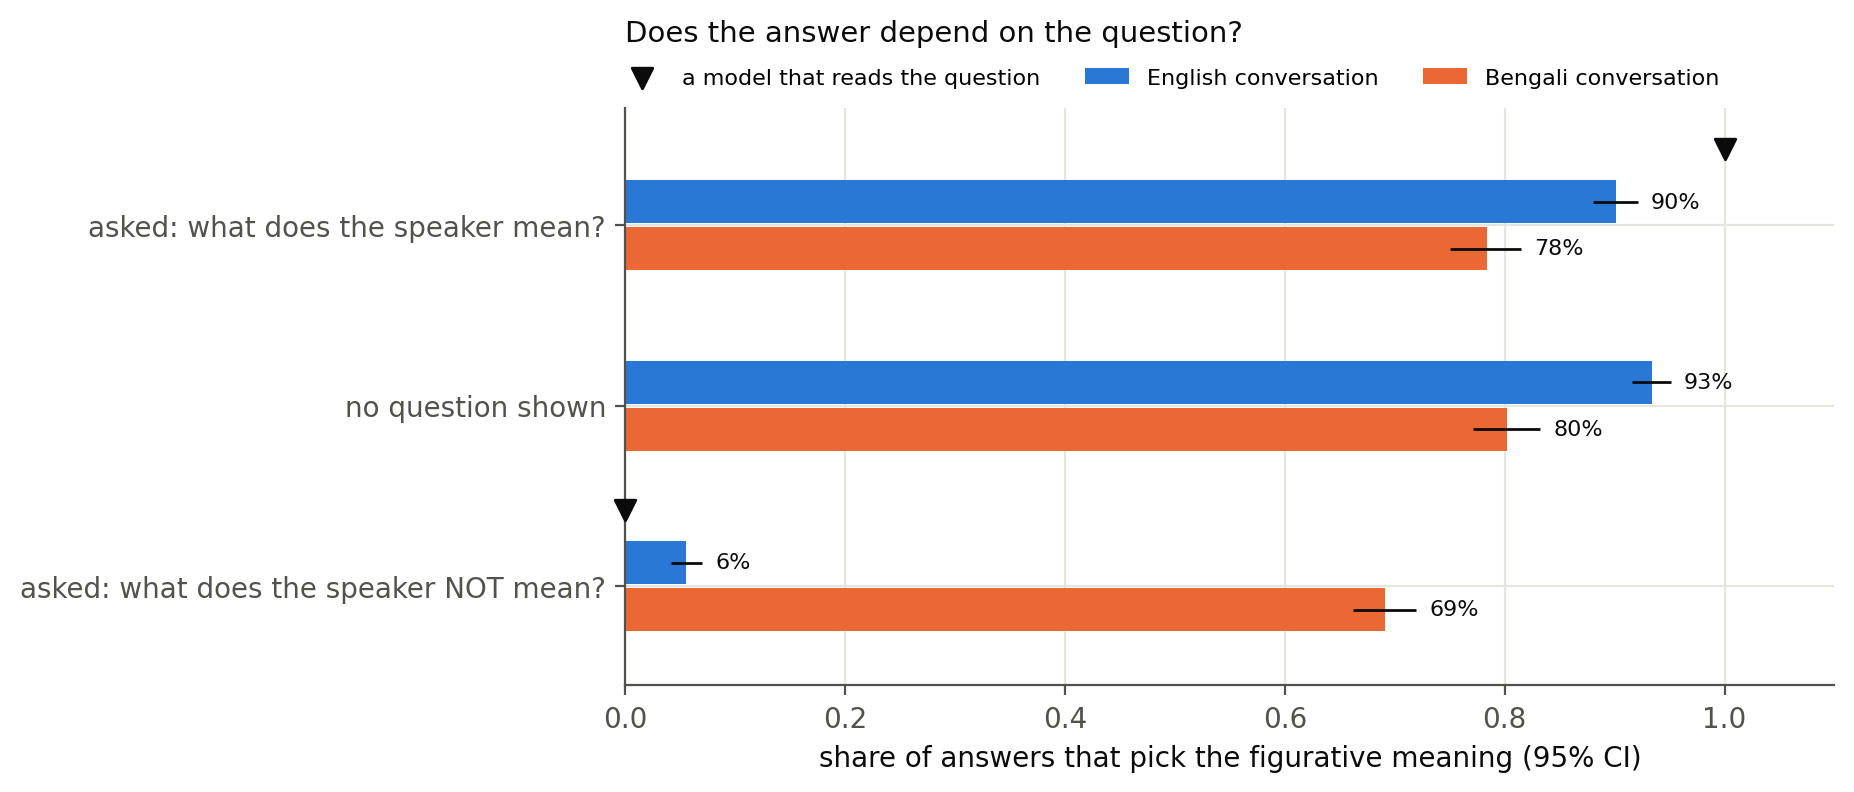 Does the answer depend on the question?
a model that reads the question English conversation Bengali conversation
asked: what does the speaker mean?
90%
78%
no question shown
93%
80%
asked: what does the speaker NOT mean?
6%
69%
0.0 0.2 0.4 0.6 0.8 1.0
share of answers that pick the figurative meaning (95% CI)